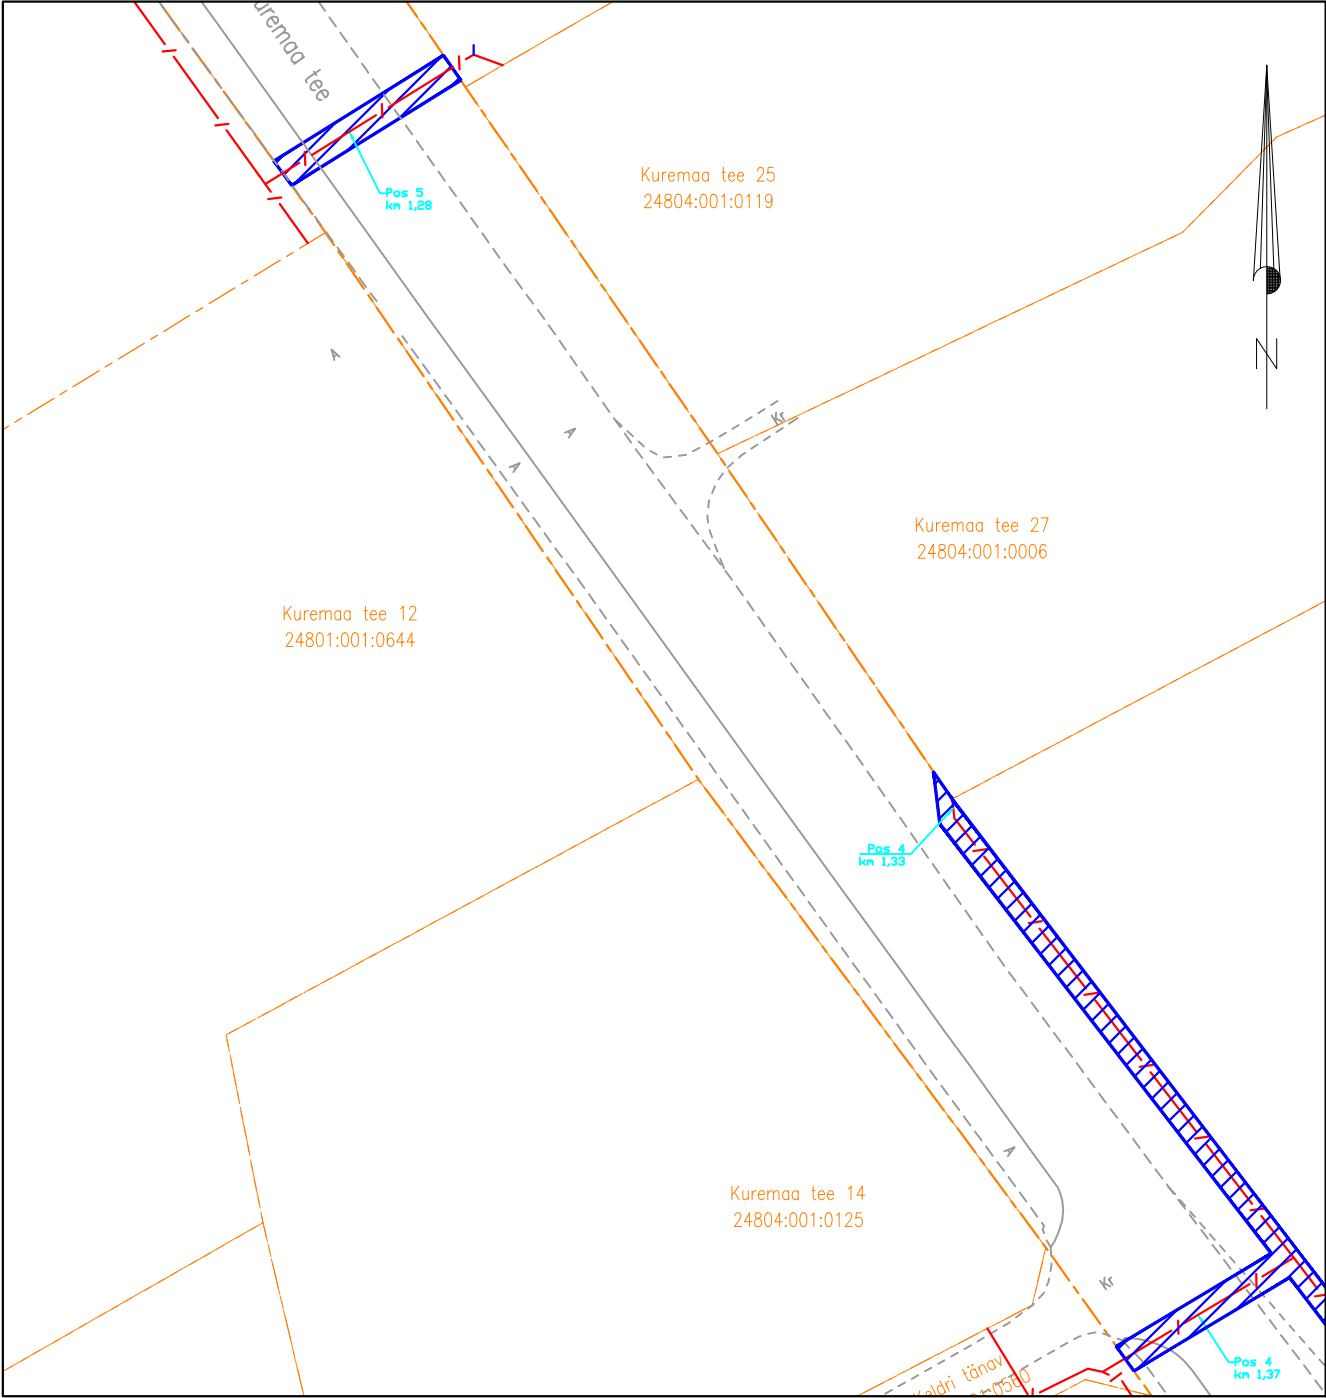 uremaa tee
Pos 5
km 1,28
Kuremaa tee 25
24804:001:0119
N
A
Kr
A
A
Kuremaa tee 27
24804:001:0006
Kuremaa tee 12
24801:001:0644
Pos 4
km 1,33
A
Kuremaa tee 14
24804:001:0125
Kr
Keldri tänav
Pos 4
km 1,37